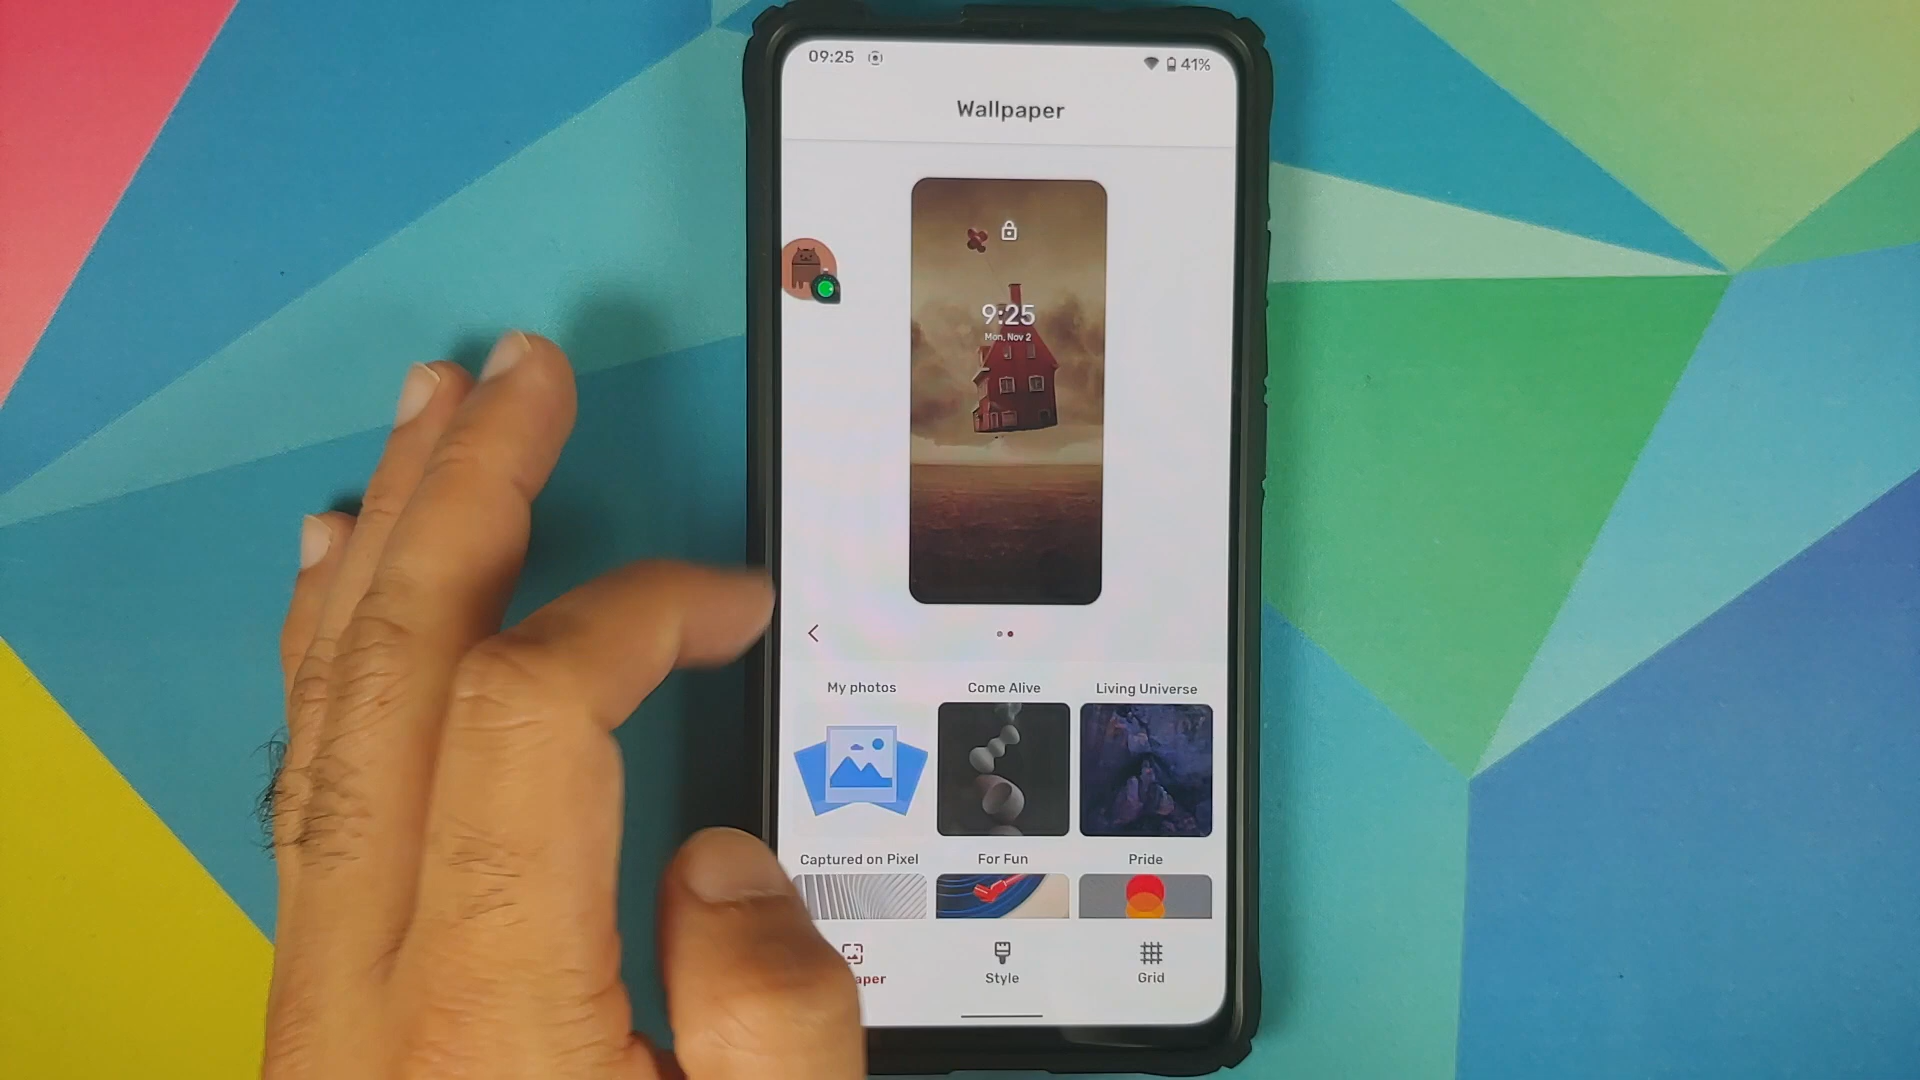 09:25
41%
Wallpaper
9:25
Mon, Nov 2
My photos
Come Alive
Living Universe
Captured on Pixel
For Fun
Pride
aper
Style
Grid